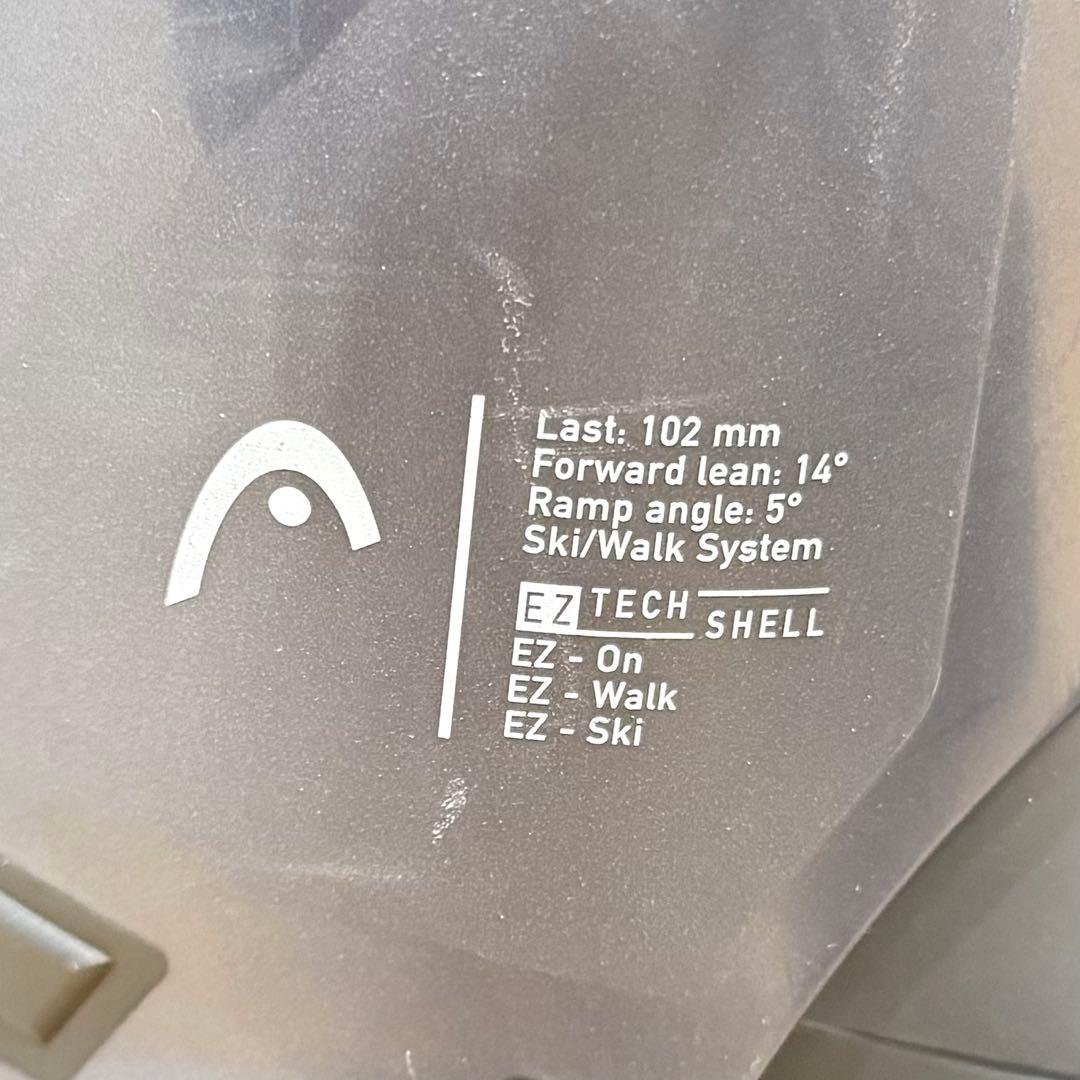 Last: 102 mm
Forward lean: 14°
Ramp angle: 5°
Ski/Walk System
EZ TECH SHELL
EZ - On
EZ - Walk
EZ - Ski